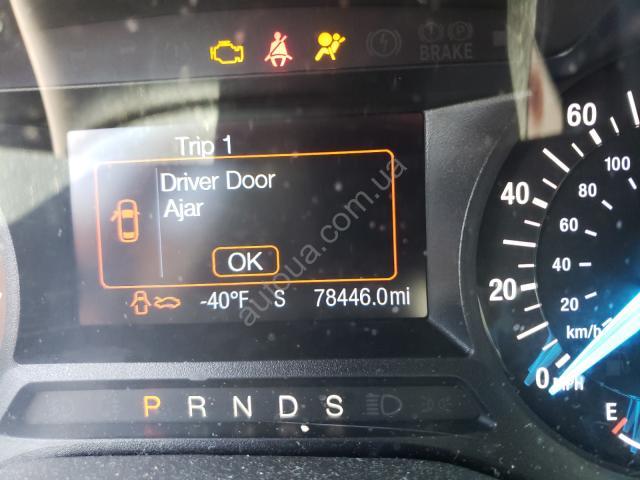 BRAKE
Trip 1
Driver Door
Ajar
OK
-40°F S 78446.0mi
P R N D S
60
40
20
0 MPH
100
80
60
40
20
km/h
E
autoua.com.ua